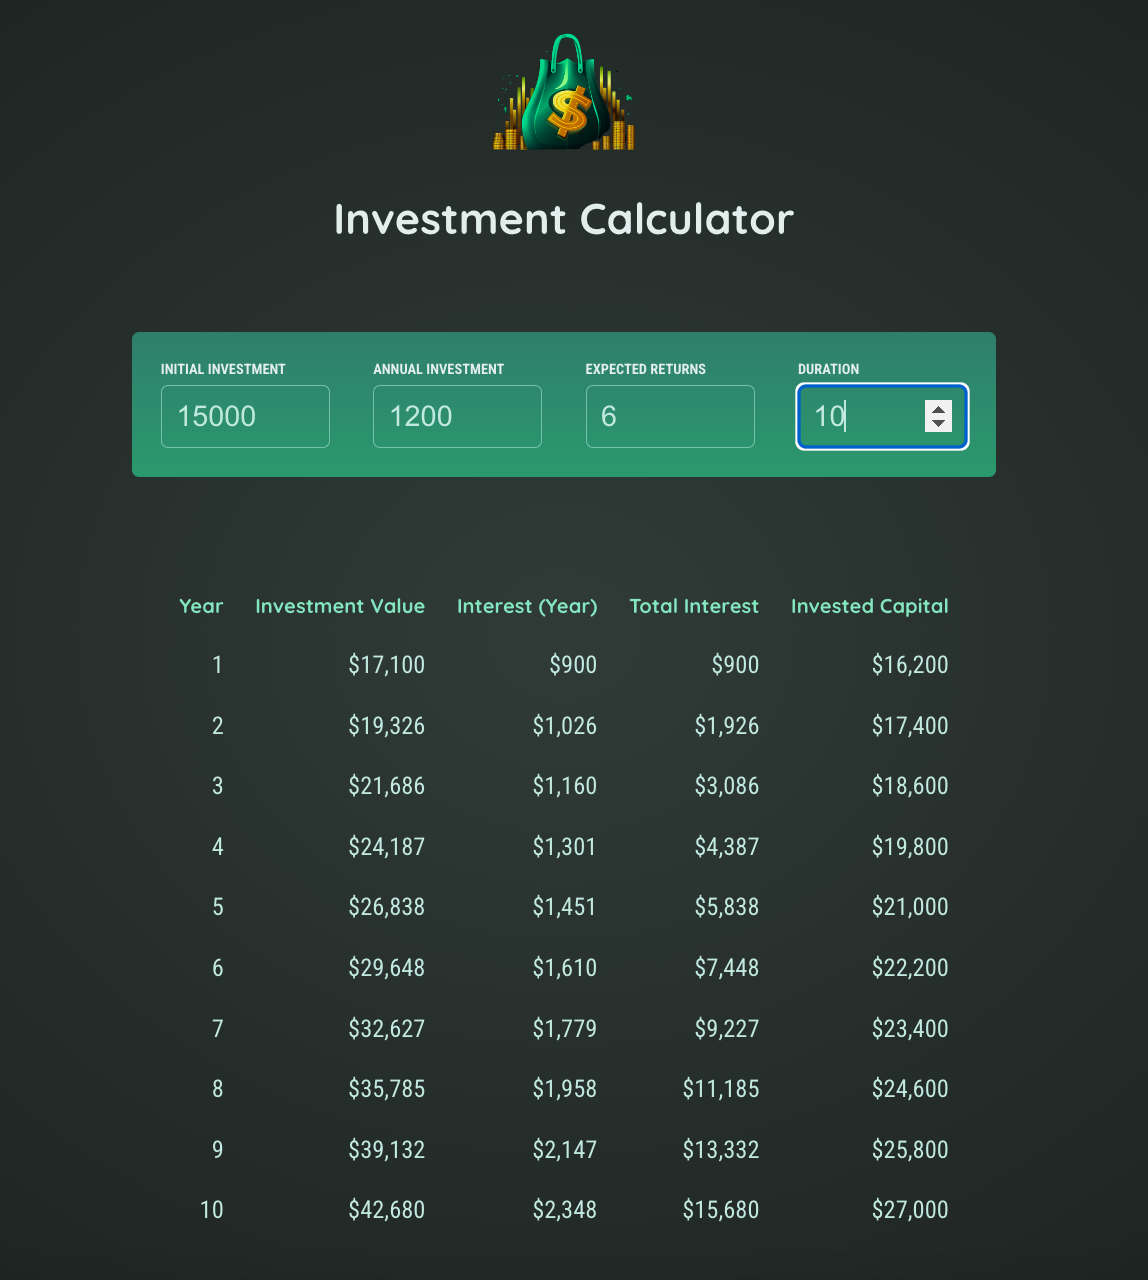 $
Investment Calculator
INITIAL INVESTMENT ANNUAL INVESTMENT EXPECTED RETURNS DURATION
15000 1200 6 10
Year Investment Value Interest (Year) Total Interest Invested Capital
1 $17,100 $900 $900 $16,200
2 $19,326 $1,026 $1,926 $17,400
3 $21,686 $1,160 $3,086 $18,600
4 $24,187 $1,301 $4,387 $19,800
5 $26,838 $1,451 $5,838 $21,000
6 $29,648 $1,610 $7,448 $22,200
7 $32,627 $1,779 $9,227 $23,400
8 $35,785 $1,958 $11,185 $24,600
9 $39,132 $2,147 $13,332 $25,800
10 $42,680 $2,348 $15,680 $27,000